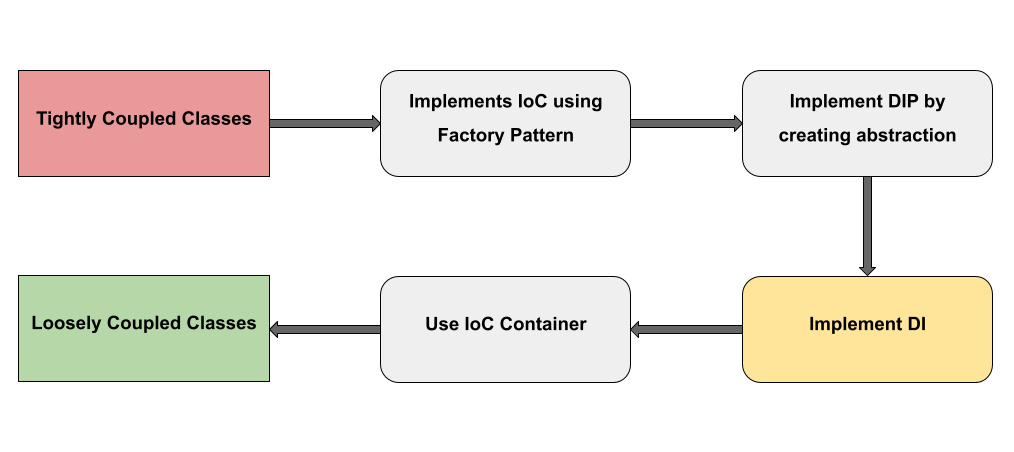 Tightly Coupled Classes
Implements IoC using
Factory Pattern
Implement DIP by
creating abstraction
Implement DI
Use IoC Container
Loosely Coupled Classes